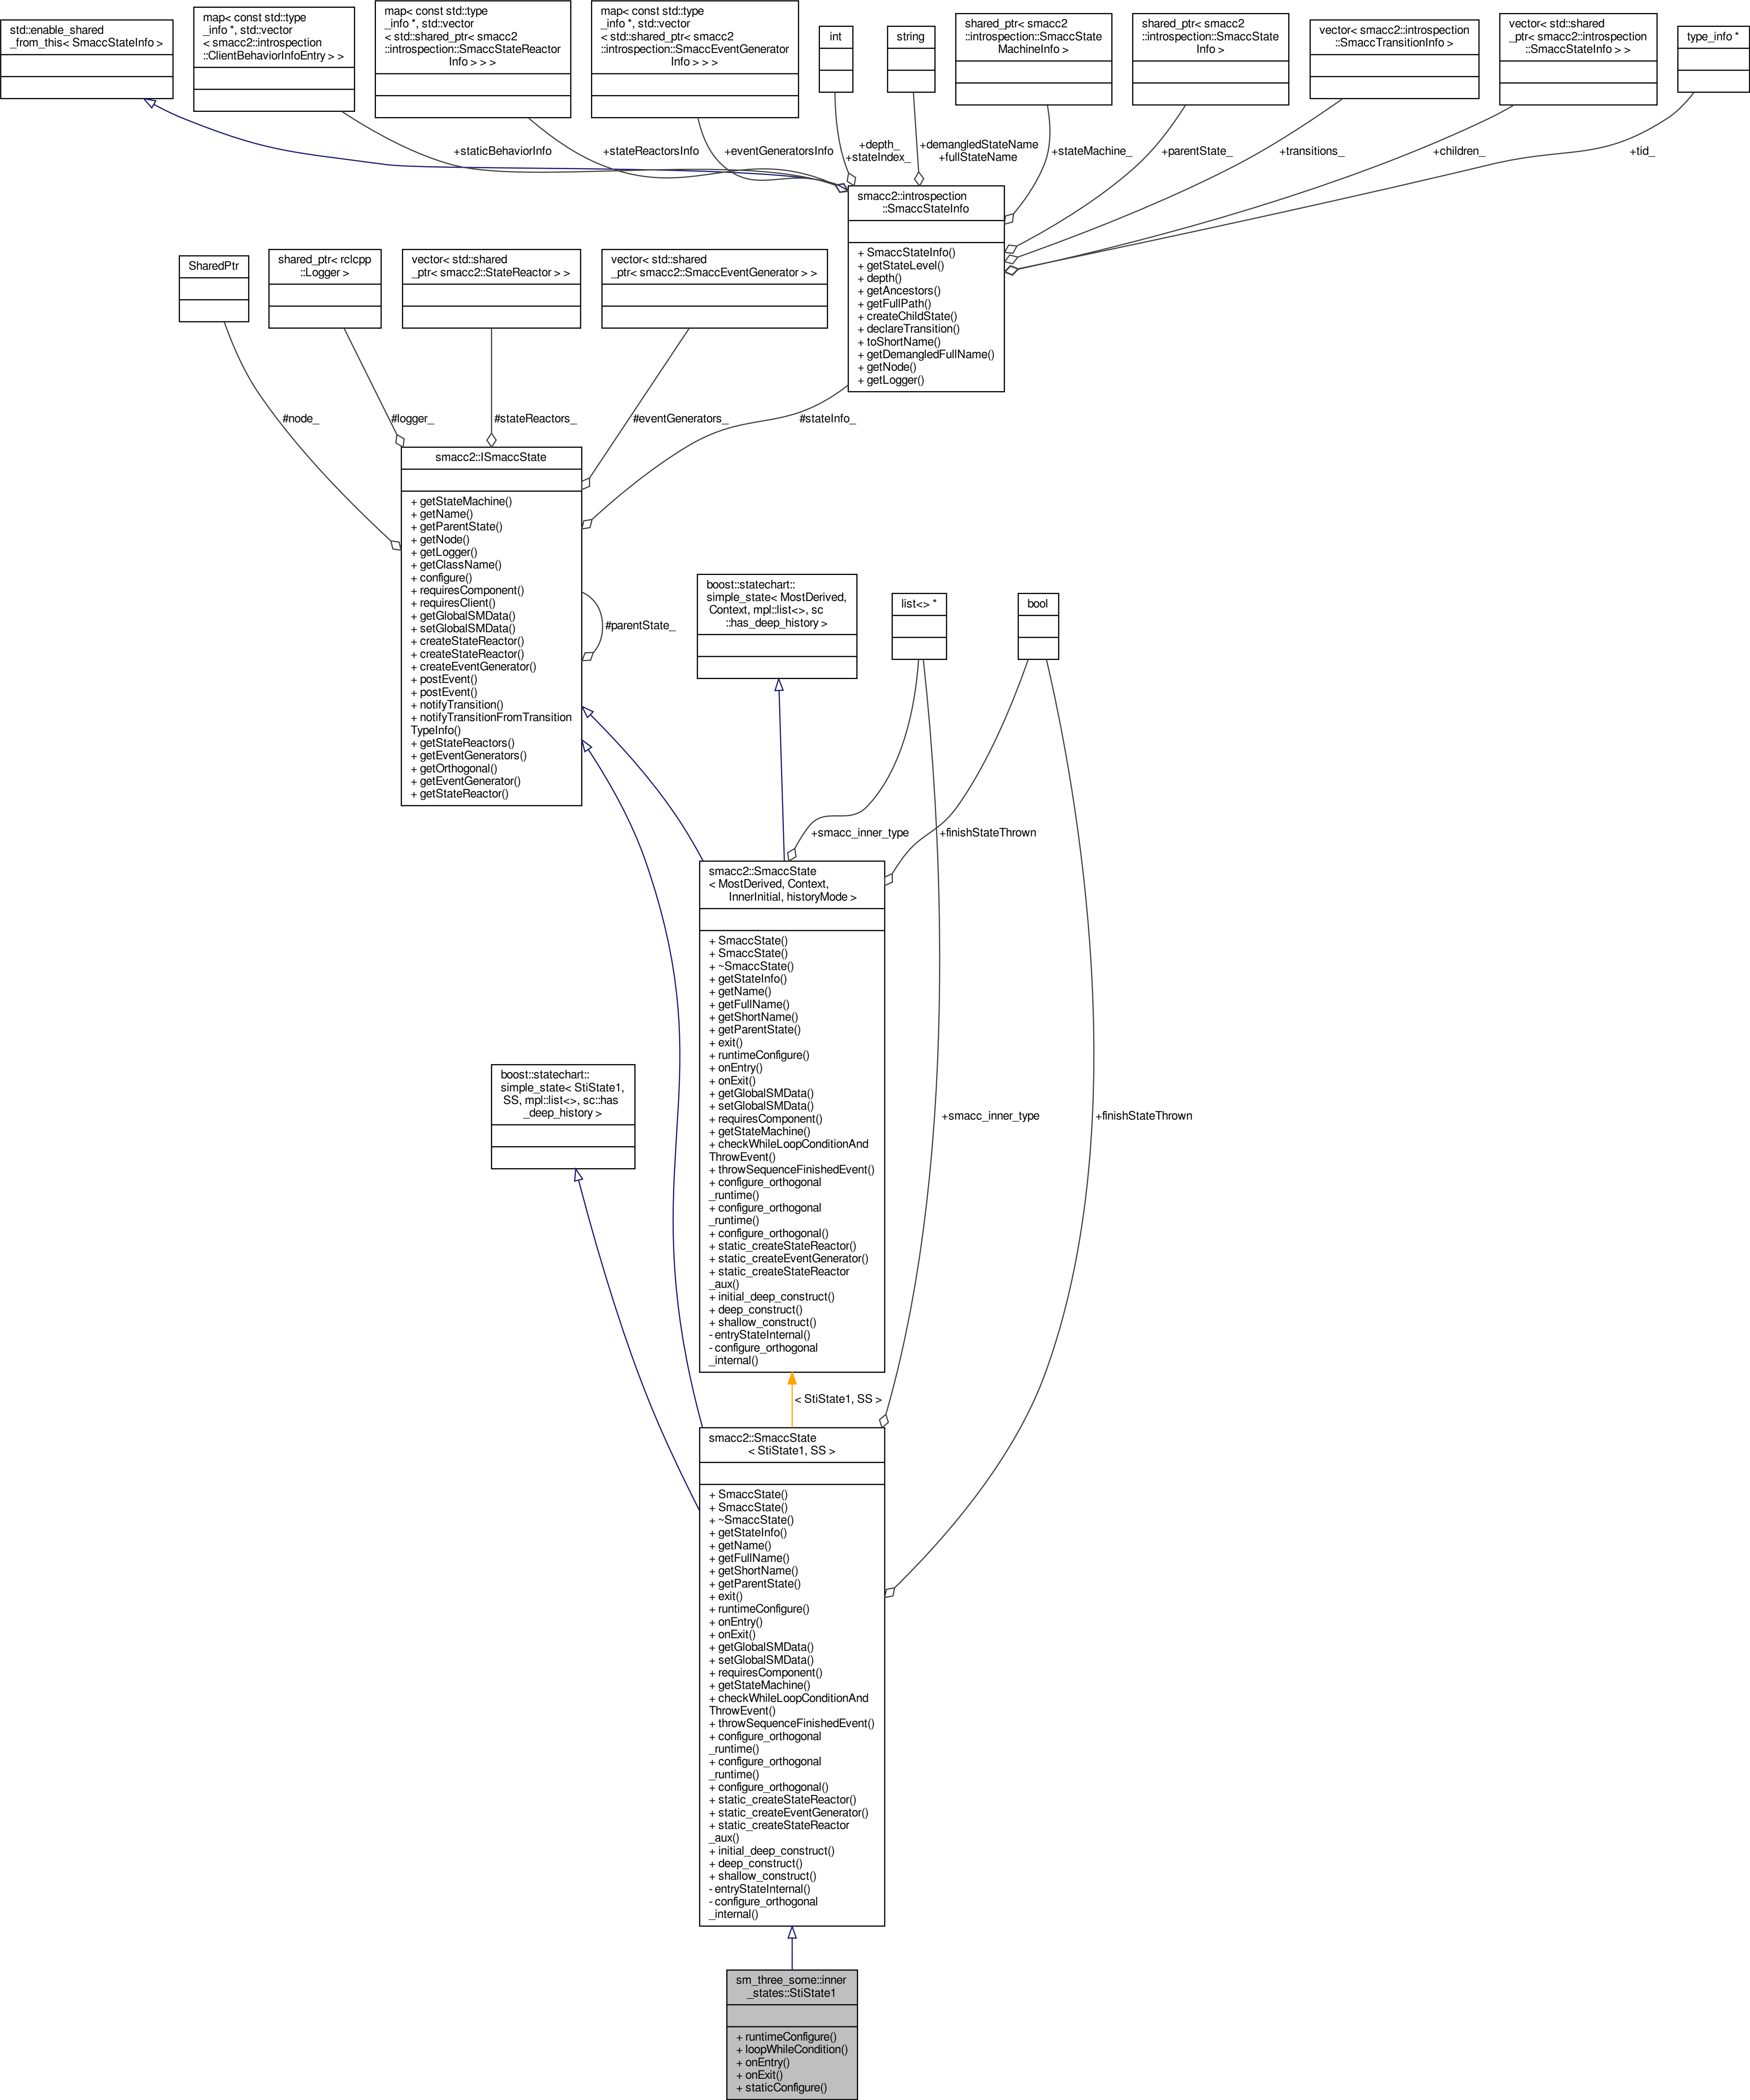 std::enable_shared
_from_this< SmaccStateInfo >
map< const std::type
_info *, std::vector
< smacc2::introspection
::ClientBehaviorInfoEntry > >
map< const std::type
_info *, std::vector
< std::shared_ptr< smacc2
::introspection::SmaccStateReactor
Info > > >
map< const std::type
_info *, std::vector
< std::shared_ptr< smacc2
::introspection::SmaccEventGenerator
Info > > >
int
string
shared_ptr< smacc2
::introspection::SmaccState
MachineInfo >
shared_ptr< smacc2
::introspection::SmaccState
Info >
vector< smacc2::introspection
::SmaccTransitionInfo >
vector< std::shared
_ptr< smacc2::introspection
::SmaccStateInfo > >
type_info *
+staticBehaviorInfo
+stateReactorsInfo
+eventGeneratorsInfo
+depth_
+stateIndex_
+demangledStateName
+fullStateName
+stateMachine_
+parentState_
+transitions_
+children_
+tid_
smacc2::introspection
::SmaccStateInfo
+ SmaccStateInfo()
+ getStateLevel()
+ depth()
+ getAncestors()
+ getFullPath()
+ createChildState()
+ declareTransition()
+ toShortName()
+ getDemangledFullName()
+ getNode()
+ getLogger()
SharedPtr
shared_ptr< rclcpp
::Logger >
vector< std::shared
_ptr< smacc2::StateReactor > >
vector< std::shared
_ptr< smacc2::SmaccEventGenerator > >
#node_
#logger_
#stateReactors_
#eventGenerators_
#stateInfo_
smacc2::ISmaccState
+ getStateMachine()
+ getName()
+ getParentState()
+ getNode()
+ getLogger()
+ getClassName()
+ configure()
+ requiresComponent()
+ requiresClient()
+ getGlobalSMData()
+ setGlobalSMData()
+ createStateReactor()
+ createStateReactor()
+ createEventGenerator()
+ postEvent()
+ postEvent()
+ notifyTransition()
+ notifyTransitionFromTransition
TypeInfo()
+ getStateReactors()
+ getEventGenerators()
+ getOrthogonal()
+ getEventGenerator()
+ getStateReactor()
#parentState_
boost::statechart::
simple_state< MostDerived,
Context, mpl::list<>, sc
::has_deep_history >
list<> *
bool
+smacc_inner_type
+finishStateThrown
smacc2::SmaccState
< MostDerived, Context,
InnerInitial, historyMode >
+ SmaccState()
+ SmaccState()
+ ~SmaccState()
+ getStateInfo()
+ getName()
+ getFullName()
+ getShortName()
+ getParentState()
+ exit()
+ runtimeConfigure()
+ onEntry()
+ onExit()
+ getGlobalSMData()
+ setGlobalSMData()
+ requiresComponent()
+ getStateMachine()
+ checkWhileLoopConditionAnd
ThrowEvent()
+ throwSequenceFinishedEvent()
+ configure_orthogonal
_runtime()
+ configure_orthogonal
_runtime()
+ configure_orthogonal()
+ static_createStateReactor()
+ static_createEventGenerator()
+ static_createStateReactor
_aux()
+ initial_deep_construct()
+ deep_construct()
+ shallow_construct()
- entryStateInternal()
- configure_orthogonal
_internal()
boost::statechart::
simple_state< StiState1,
SS, mpl::list<>, sc::has
_deep_history >
+smacc_inner_type
+finishStateThrown
< StiState1, SS >
smacc2::SmaccState
< StiState1, SS >
+ SmaccState()
+ SmaccState()
+ ~SmaccState()
+ getStateInfo()
+ getName()
+ getFullName()
+ getShortName()
+ getParentState()
+ exit()
+ runtimeConfigure()
+ onEntry()
+ onExit()
+ getGlobalSMData()
+ setGlobalSMData()
+ requiresComponent()
+ getStateMachine()
+ checkWhileLoopConditionAnd
ThrowEvent()
+ throwSequenceFinishedEvent()
+ configure_orthogonal
_runtime()
+ configure_orthogonal
_runtime()
+ configure_orthogonal()
+ static_createStateReactor()
+ static_createEventGenerator()
+ static_createStateReactor
_aux()
+ initial_deep_construct()
+ deep_construct()
+ shallow_construct()
- entryStateInternal()
- configure_orthogonal
_internal()
sm_three_some::inner
_states::StiState1
+ runtimeConfigure()
+ loopWhileCondition()
+ onEntry()
+ onExit()
+ staticConfigure()